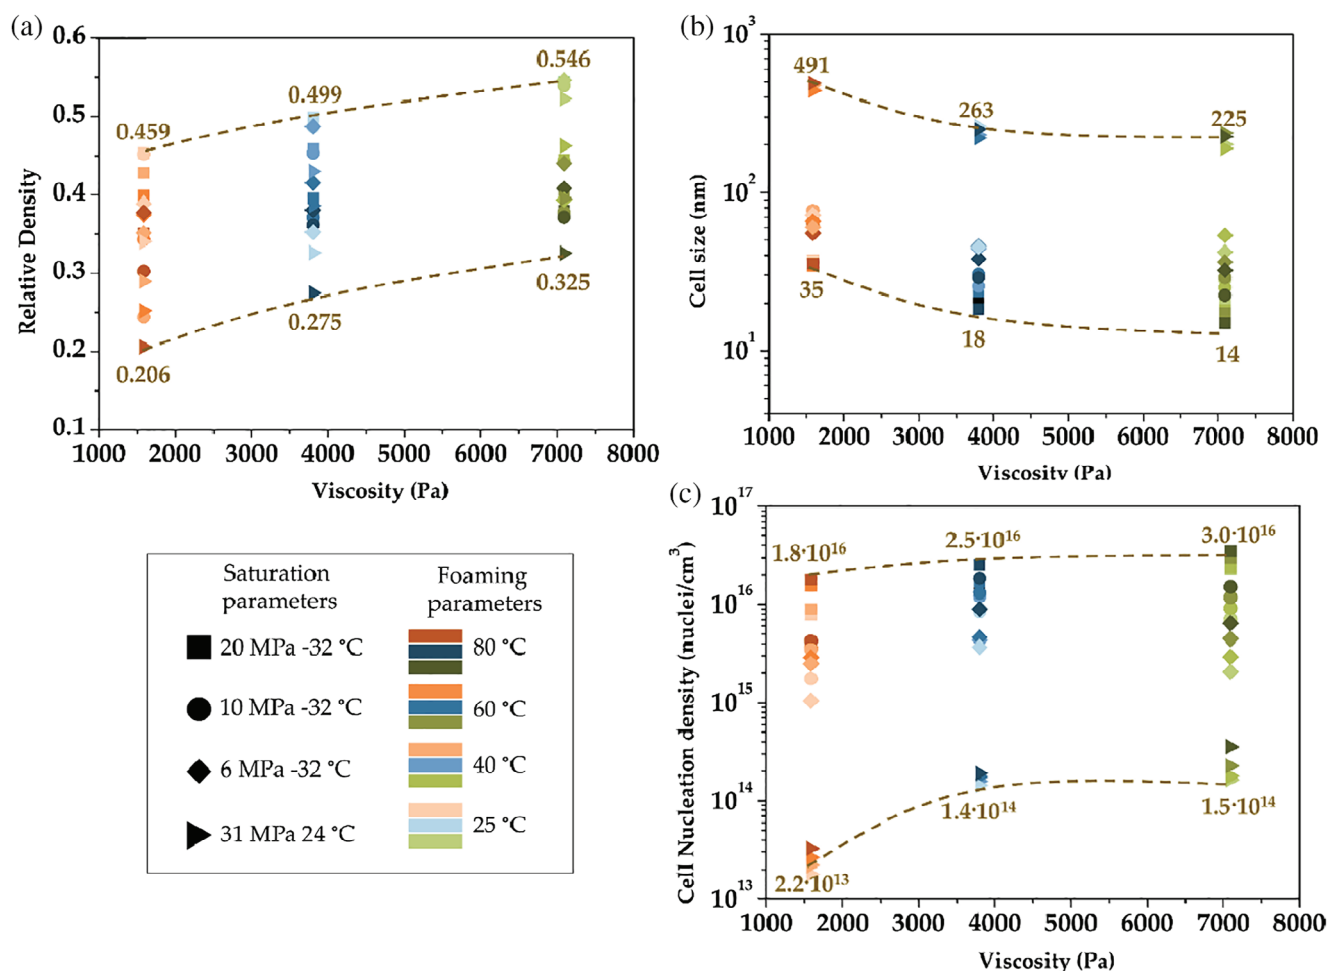 (a)
0.6
0.5
0.4
0.3
0.2
0.1
Relative Density
0.459
0.499
0.546
0.206
0.275
0.325
1000 2000 3000 4000 5000 6000 7000 8000
Viscosity (Pa)
(b)
10³
10²
10¹
Cell size (nm)
491
263
225
35
18
14
1000 2000 3000 4000 5000 6000 7000 8000
Viscosity (Pa)
Saturation parameters
20 MPa -32 °C
10 MPa -32 °C
6 MPa -32 °C
31 MPa 24 °C
Foaming parameters
80 °C
60 °C
40 °C
25 °C
(c)
10¹⁷
10¹⁶
10¹⁵
10¹⁴
10¹³
Cell Nucleation density (nuclei/cm³)
1.8·10¹⁶
2.5·10¹⁶
3.0·10¹⁶
2.2·10¹³
1.4·10¹⁴
1.5·10¹⁴
1000 2000 3000 4000 5000 6000 7000 8000
Viscosity (Pa)